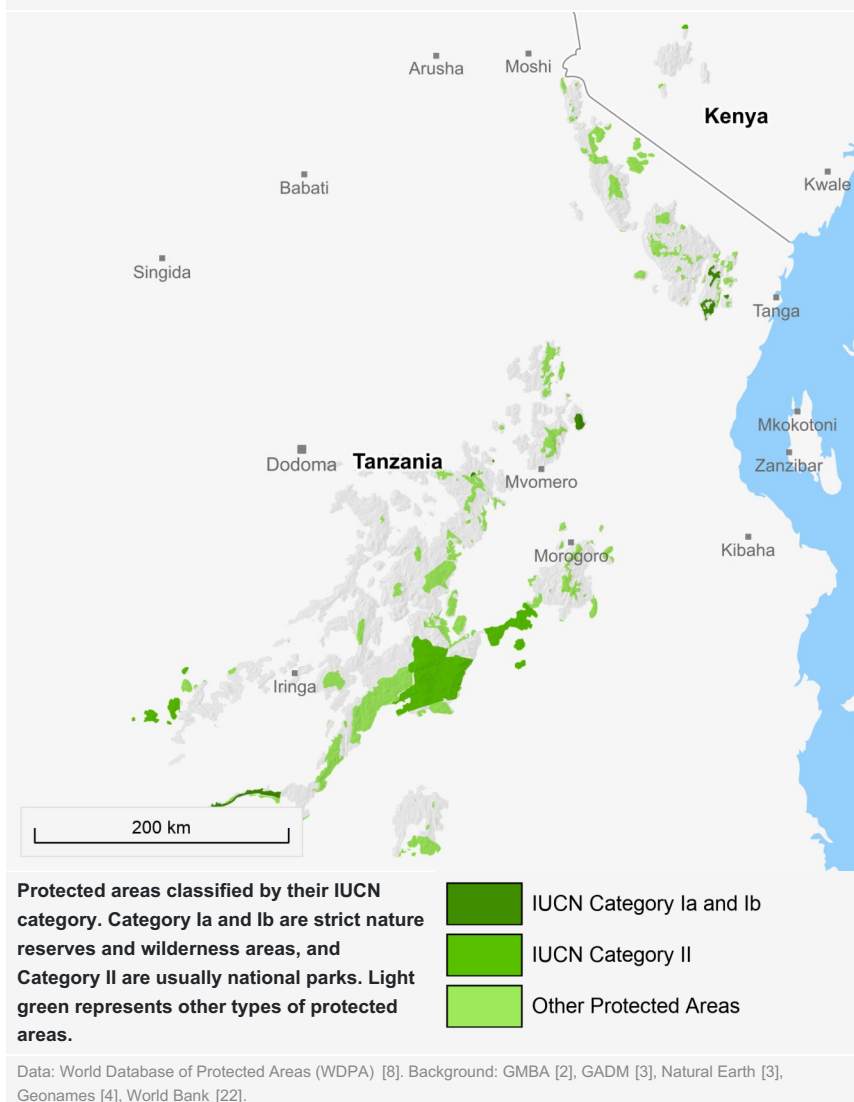 Arusha
Moshi
Kenya
Babati
Kwale
Singida
Tanga
Mkokotoni
Dodoma
Tanzania
Zanzibar
Mvomero
Morogoro
Kibaha
Iringa
200 km
Protected areas classified by their IUCN
category. Category Ia and Ib are strict nature
reserves and wilderness areas, and
Category II are usually national parks. Light
green represents other types of protected
areas.
IUCN Category Ia and Ib
IUCN Category II
Other Protected Areas
Data: World Database of Protected Areas (WDPA) [8]. Background: GMBA [2], GADM [3], Natural Earth [3],
Geonames [4], World Bank [22].